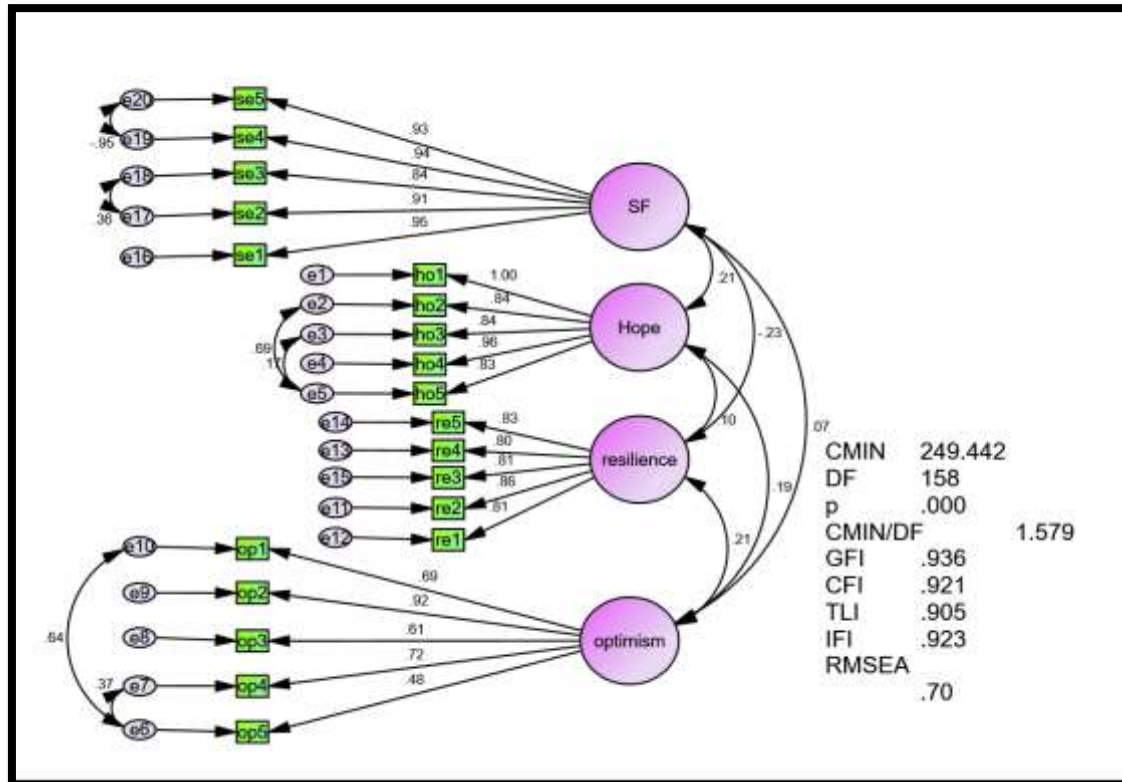 e20 se5
.93
e19 se4
-.95
.94
e18 se3
.84
SF
e17 se2
.36
.91
e16 se1
.95
e1 ho1
1.00
.21
e2 ho2
.84
Hope
e3 ho3
.84
-.23
.69
.17
e4 ho4
.96
e5 ho5
.83
e14 re5
.83
.10
.07
e13 re4
.80
resilience
e15 re3
.81
.19
e11 re2
.86
e12 re1
.81
.21
e10 op1
.69
e9 op2
.92
.64
e8 op3
.61
optimism
.37
e7 op4
.72
e6 op5
.48
CMIN 249.442
DF 158
p .000
CMIN/DF 1.579
GFI .936
CFI .921
TLI .905
IFI .923
RMSEA
.70